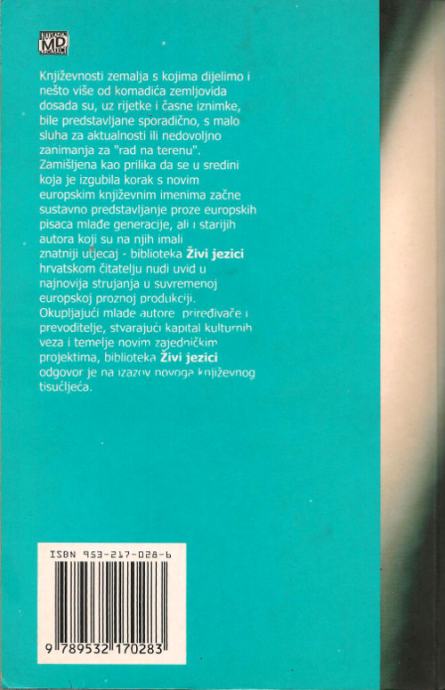 MD
Književnosti zemalja s kojima dijelimo i
nešto više od komadića zemljovida
dosada su, uz rijetke i časne iznimke,
bile predstavljane sporadično, s malo
sluha za aktualnosti ili nedovoljno
zanimanja za "rad na terenu".
Zamišljena kao prilika da se u sredini
koja je izgubila korak s novim
europskim književnim imenima začne
sustavno predstavljanje proze europskih
pisaca mlađe generacije, ali i starijih
autora koji su na njih imali
znatniji utjecaj - biblioteka Živi jezici
hrvatskom čitatelju nudi uvid u
najnovija strujanja u suvremenoj
europskoj proznoj produkciji.
Okupljajući mlade autore priređivače i
prevoditelje, stvarajući kapital kulturnih
veza i temelje novim zajedničkim
projektima, biblioteka Živi jezici
odgovor je na izazov novoga književnog
tisućljeća.
ISBN 953-217-028-6
9 789532 170283